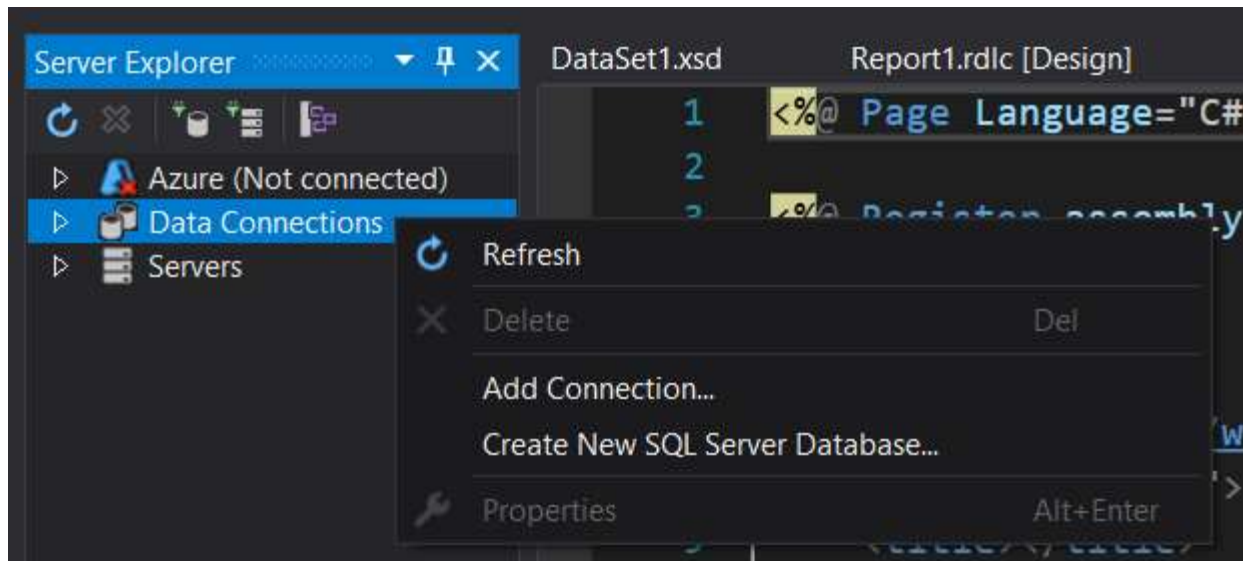 Server Explorer
DataSet1.xsd Report1.rdlc [Design]
1 <%@ Page Language="C#
2
Azure (Not connected)
Data Connections
Servers
Refresh
Delete Del
Add Connection...
Create New SQL Server Database...
Properties Alt+Enter